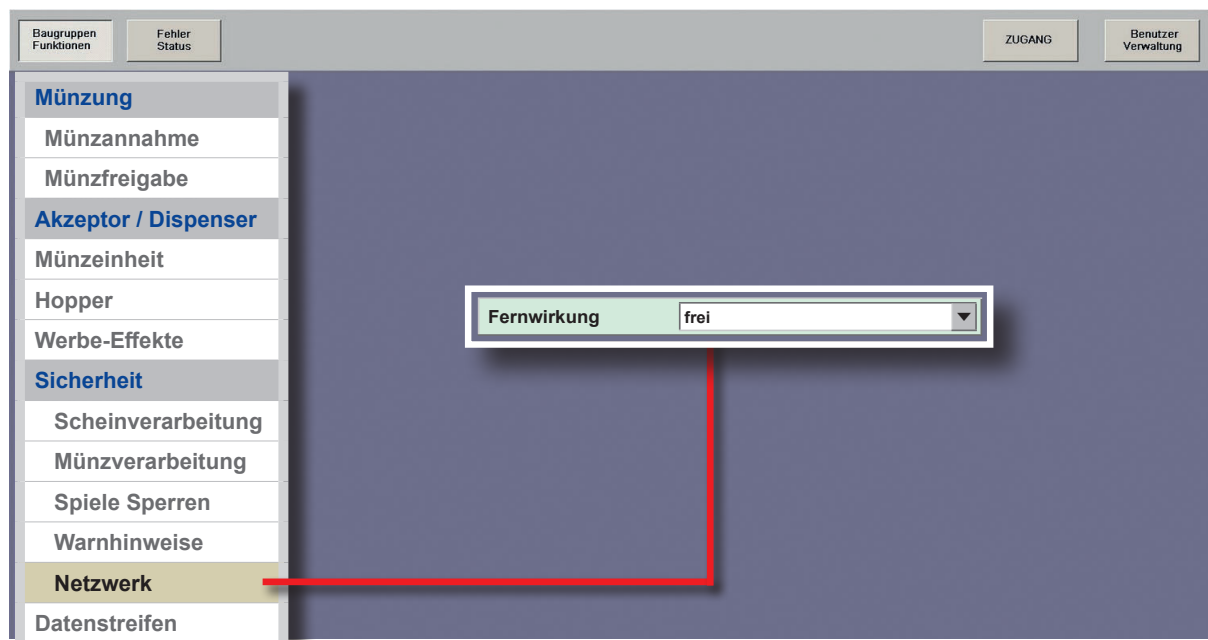 Baugruppen
Funktionen
Fehler
Status
ZUGANG
Benutzer
Verwaltung
Münzung
Münzannahme
Münzfreigabe
Akzeptor / Dispenser
Münzeinheit
Hopper
Werbe-Effekte
Sicherheit
Scheinverarbeitung
Münzverarbeitung
Spiele Sperren
Warnhinweise
Netzwerk
Datenstreifen
Fernwirkung frei